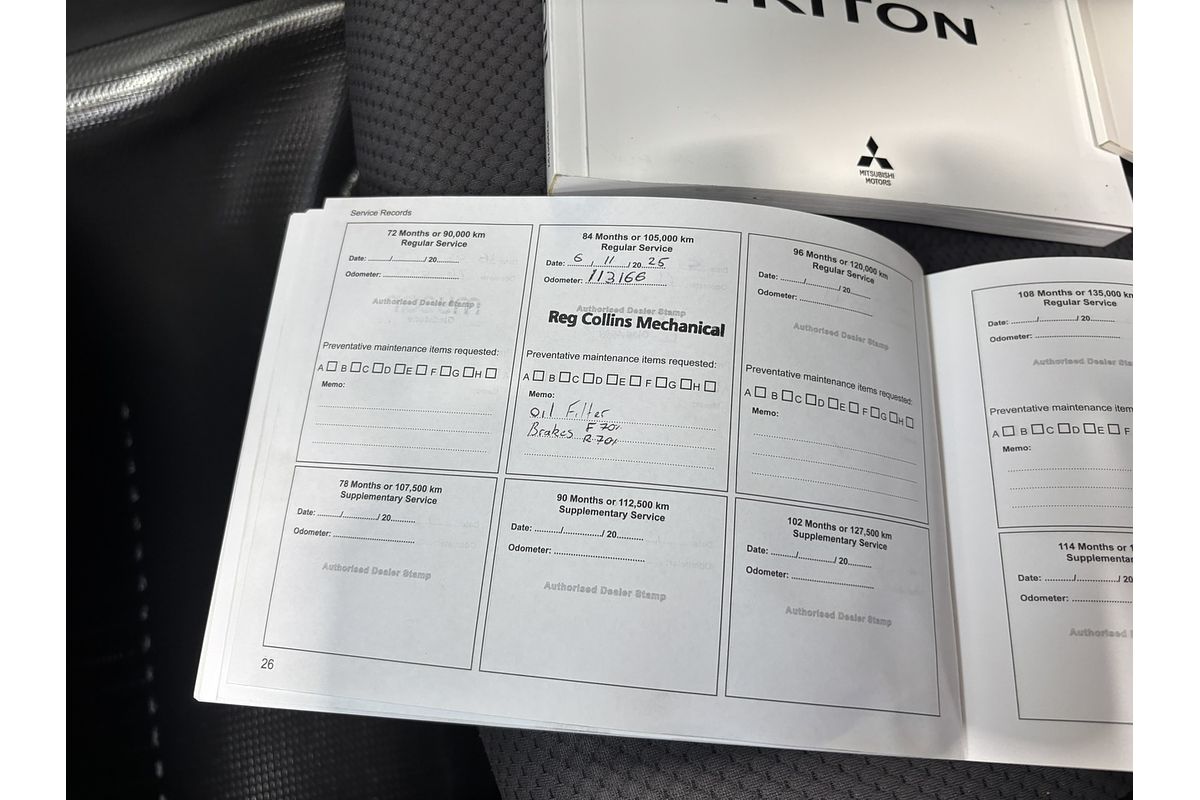 TRITON
MITSUBISHI
MOTORS
Service Records
72 Months or 90,000 km
Regular Service
Date: ......./............../ 20.........
Odometer: ...........................
Authorised Dealer Stamp
Preventative maintenance items requested:
A B C D E F G H
Memo:
84 Months or 105,000 km
Regular Service
Date: 6 / 11 / 20 25
Odometer: 113166
Authorised Dealer Stamp
Reg Collins Mechanical
Preventative maintenance items requested:
A B C D E F G H
Memo:
Oil Filter
Brakes F 70%
R 70%
96 Months or 120,000 km
Regular Service
Date: ......./............../ 20.........
Odometer: ...........................
Authorised Dealer Stamp
Preventative maintenance items requested:
A B C D E F G H
Memo:
108 Months or 135,000 km
Regular Service
Date: ......./............../ 20.........
Odometer: ...........................
Authorised Dealer Sta
Preventative maintenance item
A B C D E F
Memo:
78 Months or 107,500 km
Supplementary Service
Date: ......./............../ 20.........
Odometer: ...........................
Authorised Dealer Stamp
90 Months or 112,500 km
Supplementary Service
Date: ......./............../ 20.........
Odometer: ...........................
Authorised Dealer Stamp
102 Months or 127,500 km
Supplementary Service
Date: ......./............../ 20.........
Odometer: ...........................
Authorised Dealer Stamp
114 Months or 1
Supplementar
Date: ......./............../ 20
Odometer: ...........................
Authorised
26